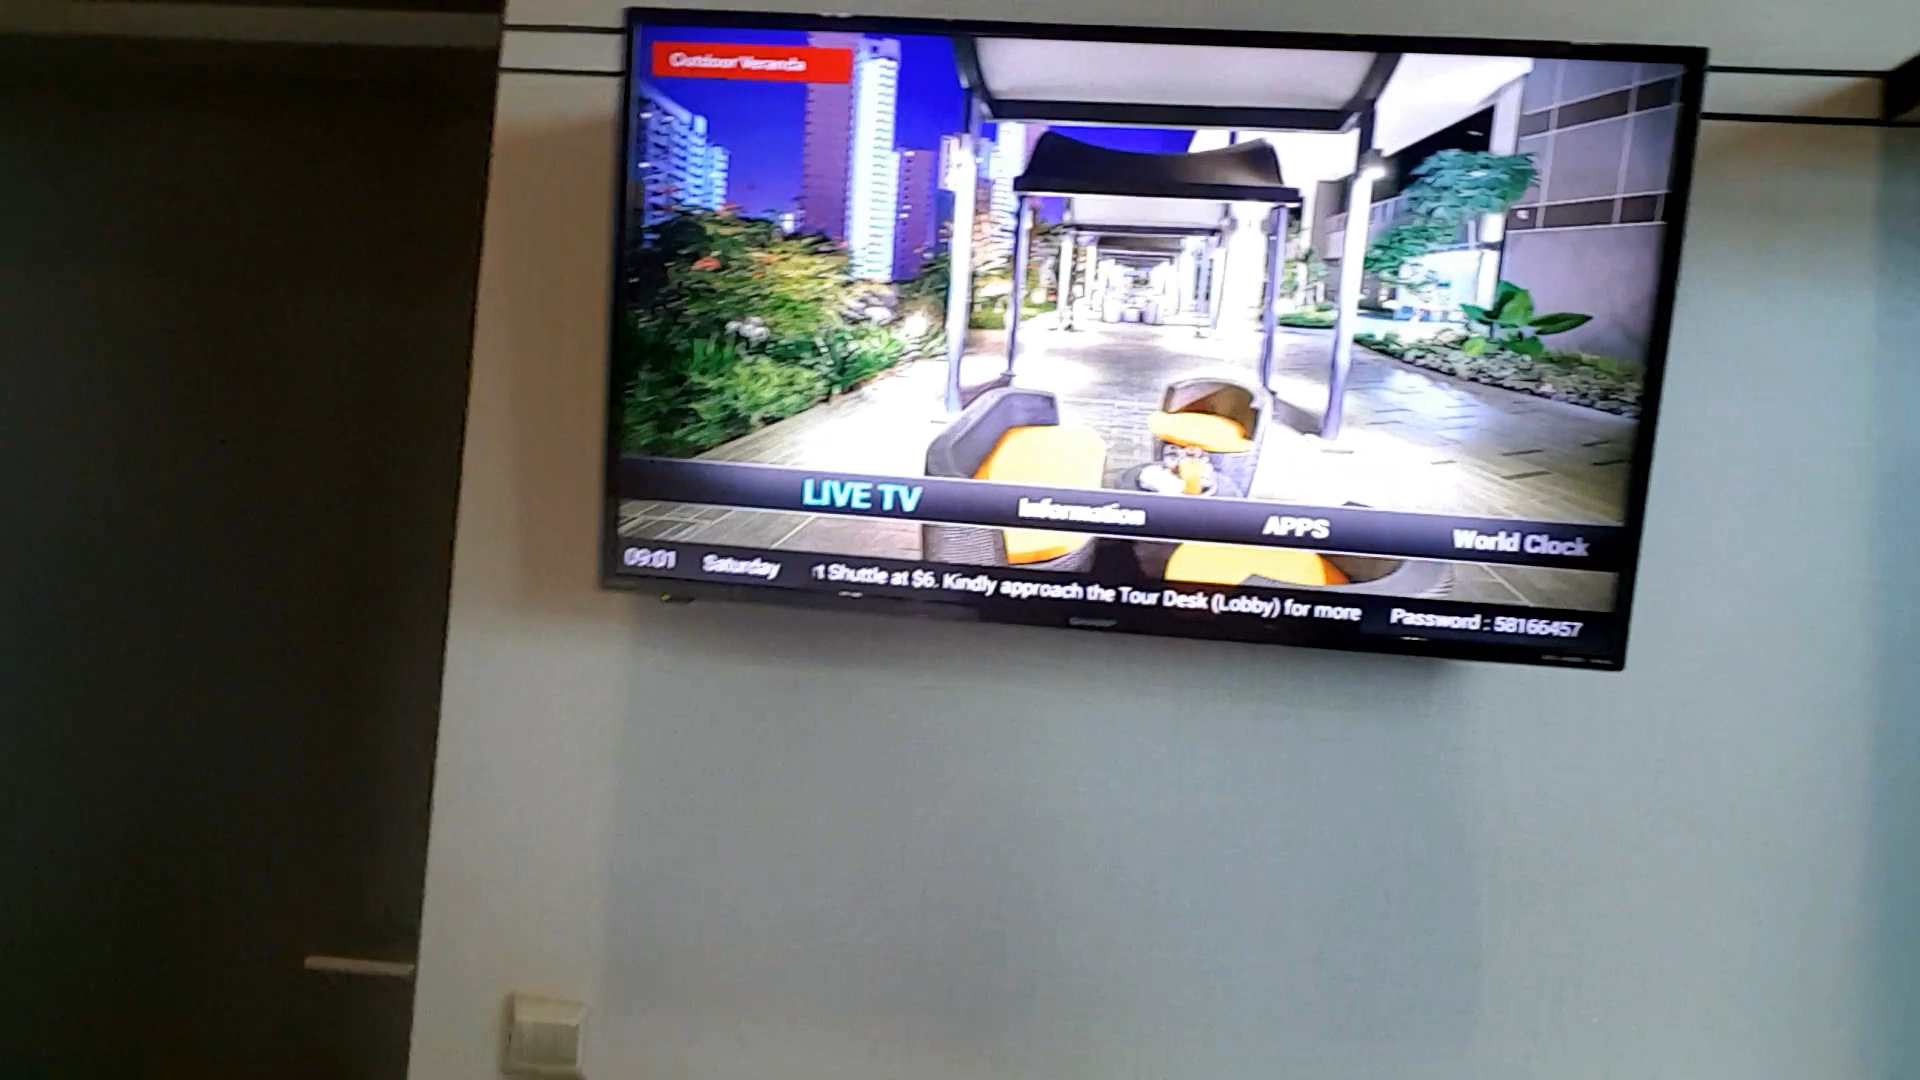 Outdoor Veranda
LIVE TV Information APPS World Clock
09:01 Saturday t Shuttle at $6. Kindly approach the Tour Desk (Lobby) for more Password : 58166457